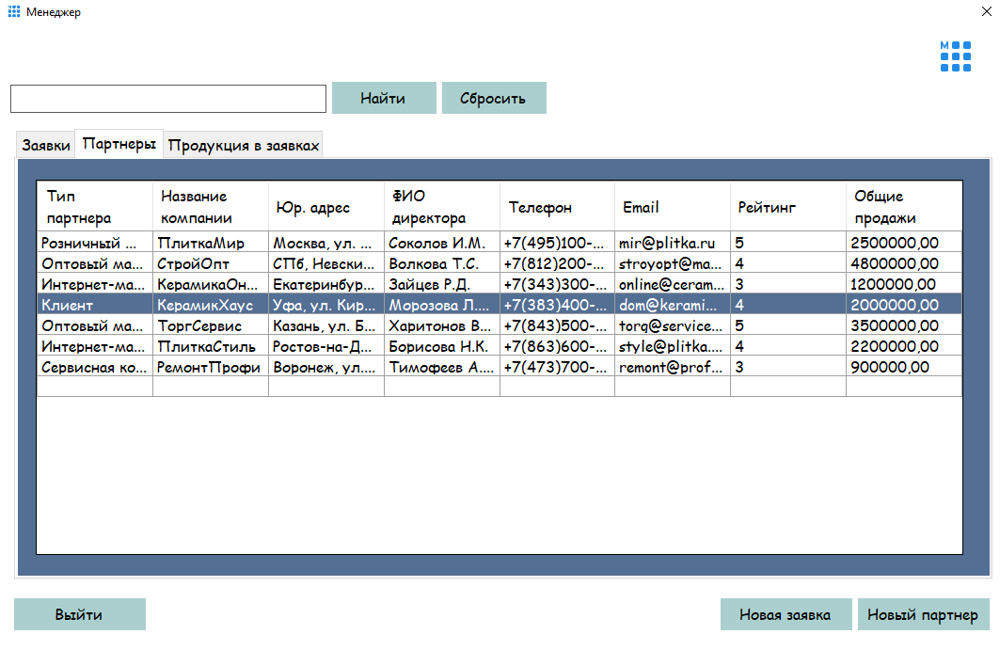 Менеджер
М
Найти Сбросить
Заявки Партнеры Продукция в заявках
Тип партнера Название компании Юр. адрес ФИО директора Телефон Email Рейтинг Общие продажи
Розничный ... ПлиткаМир Москва, ул. ... Соколов И.М. +7(495)100-... mir@plitka.ru 5 2500000,00
Оптовый ма... СтройОпт СПб, Невски... Волкова Т.С. +7(812)200-... stroyopt@ma... 4 4800000,00
Интернет-ма... КерамикаОн... Екатеринбур... Зайцев Р.Д. +7(343)300-... online@ceram... 3 1200000,00
Клиент КерамикХаус Уфа, ул. Кир... Морозова Л.... +7(383)400-... dom@kerami... 4 2000000,00
Оптовый ма... ТоргСервис Казань, ул. Б... Харитонов В... +7(843)500-... torg@service... 5 3500000,00
Интернет-ма... ПлиткаСтиль Ростов-на-Д... Борисова Н.К. +7(863)600-... style@plitka.... 4 2200000,00
Сервисная ко... РемонтПрофи Воронеж, ул.... Тимофеев А.... +7(473)700-... remont@prof... 3 900000,00
Выйти Новая заявка Новый партнер